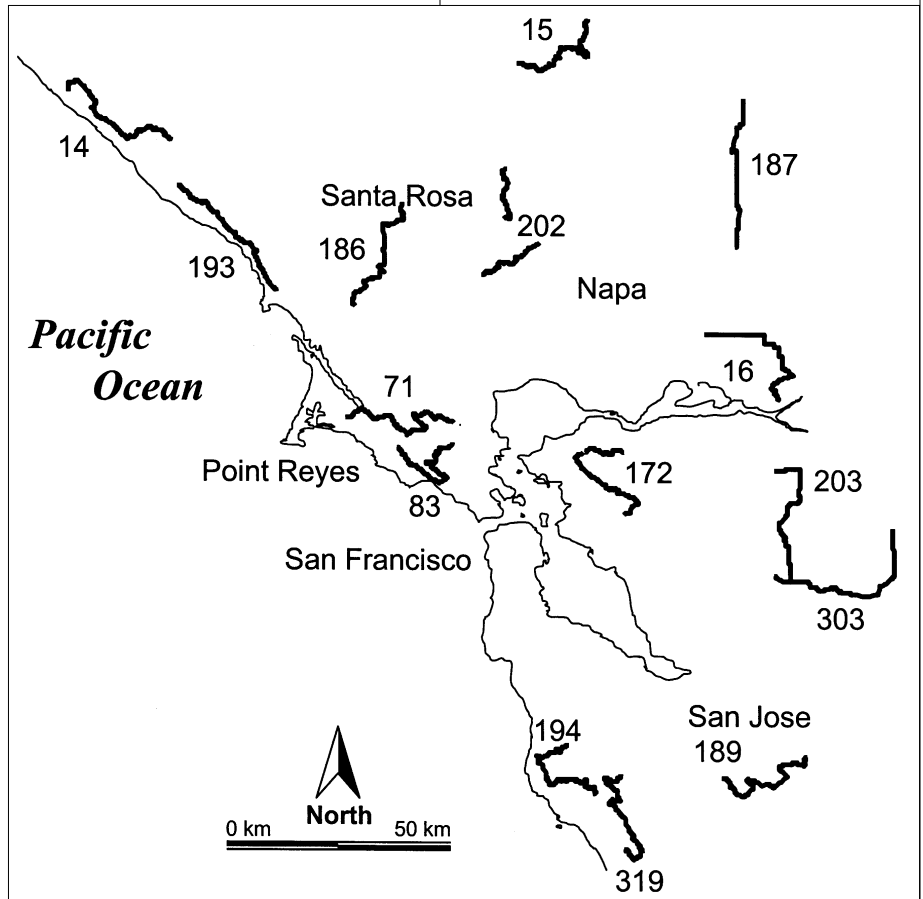 15
14
187
Santa Rosa
202
186
193
Napa
Pacific
Ocean
16
71
Point Reyes
172
203
83
San Francisco
303
San Jose
194
189
North
0 km
50 km
319